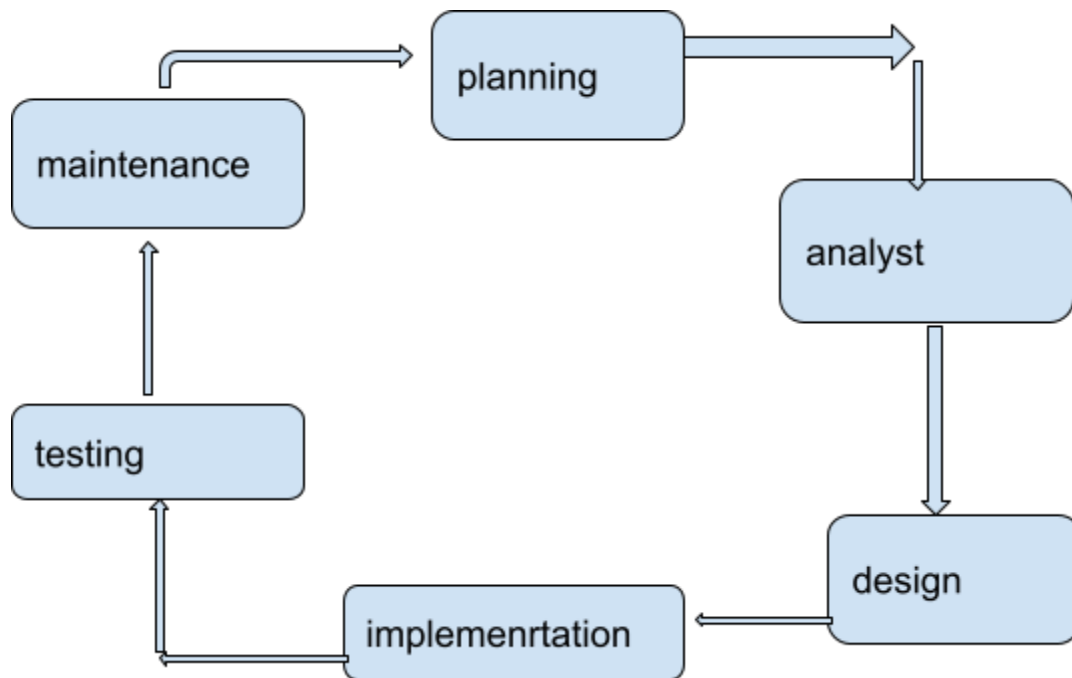 planning
maintenance
analyst
testing
design
implemenrtation